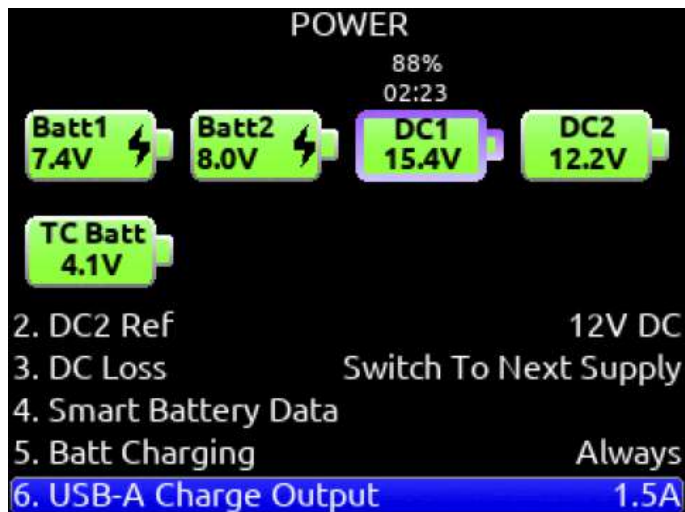 POWER
88%
02:23
Batt1 Batt2 DC1 DC2
7.4V 8.0V 15.4V 12.2V
TC Batt
4.1V
2. DC2 Ref 12V DC
3. DC Loss Switch To Next Supply
4. Smart Battery Data
5. Batt Charging Always
6. USB-A Charge Output 1.5A